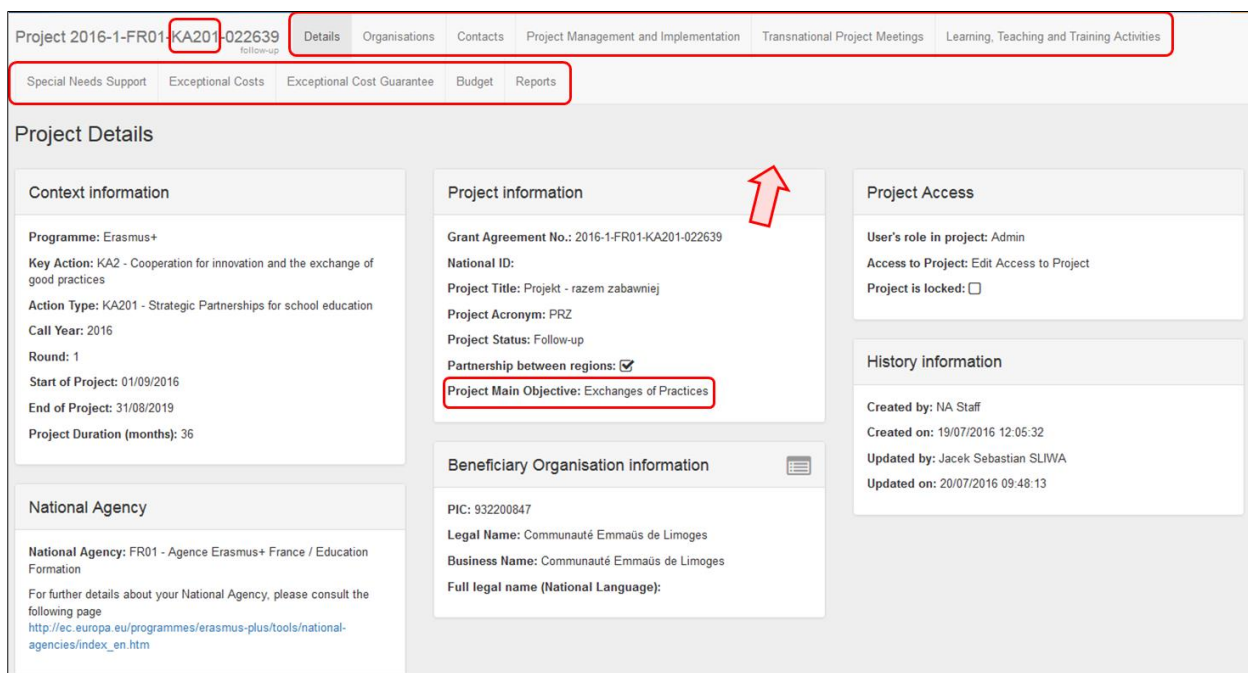 Project 2016-1-FR01-KA201-022639
follow-up
Details
Organisations
Contacts
Project Management and Implementation
Transnational Project Meetings
Learning, Teaching and Training Activities
Special Needs Support
Exceptional Costs
Exceptional Cost Guarantee
Budget
Reports
Project Details
Context information
Programme: Erasmus+
Key Action: KA2 - Cooperation for innovation and the exchange of
good practices
Action Type: KA201 - Strategic Partnerships for school education
Call Year: 2016
Round: 1
Start of Project: 01/09/2016
End of Project: 31/08/2019
Project Duration (months): 36
National Agency
National Agency: FR01 - Agence Erasmus+ France / Education
Formation
For further details about your National Agency, please consult the
following page
http://ec.europa.eu/programmes/erasmus-plus/tools/national-
agencies/index_en.htm
Project information
Grant Agreement No.: 2016-1-FR01-KA201-022639
National ID:
Project Title: Projekt - razem zabawniej
Project Acronym: PRZ
Project Status: Follow-up
Partnership between regions:
Project Main Objective: Exchanges of Practices
Beneficiary Organisation information
PIC: 932200847
Legal Name: Communauté Emmaüs de Limoges
Business Name: Communauté Emmaüs de Limoges
Full legal name (National Language):
Project Access
User's role in project: Admin
Access to Project: Edit Access to Project
Project is locked:
History information
Created by: NA Staff
Created on: 19/07/2016 12:05:32
Updated by: Jacek Sebastian SLIWA
Updated on: 20/07/2016 09:48:13